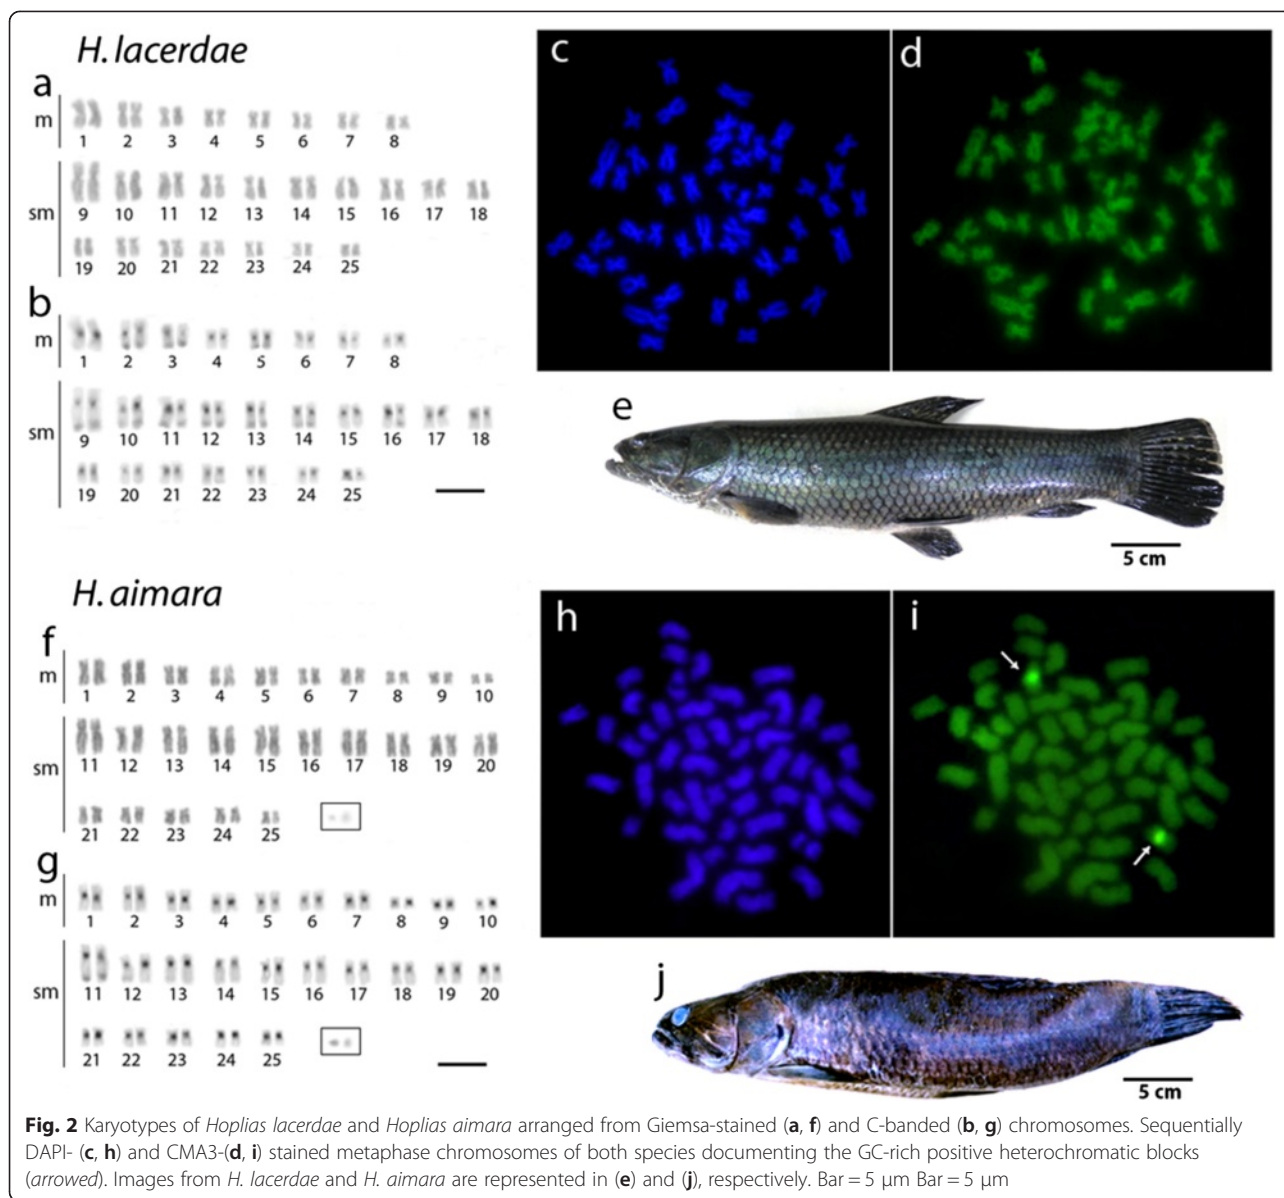 H. lacerdae
a
m
1 2 3 4 5 6 7 8
sm
9 10 11 12 13 14 15 16 17 18
19 20 21 22 23 24 25
b
m
1 2 3 4 5 6 7 8
sm
9 10 11 12 13 14 15 16 17 18
19 20 21 22 23 24 25
c
d
e
5 cm
H. aimara
f
m
1 2 3 4 5 6 7 8 9 10
sm
11 12 13 14 15 16 17 18 19 20
21 22 23 24 25
g
m
1 2 3 4 5 6 7 8 9 10
sm
11 12 13 14 15 16 17 18 19 20
21 22 23 24 25
h
i
j
5 cm
Fig. 2 Karyotypes of Hoplias lacerdae and Hoplias aimara arranged from Giemsa-stained (a, f) and C-banded (b, g) chromosomes. Sequentially
DAPI- (c, h) and CMA3-(d, i) stained metaphase chromosomes of both species documenting the GC-rich positive heterochromatic blocks
(arrowed). Images from H. lacerdae and H. aimara are represented in (e) and (j), respectively. Bar = 5 μm Bar = 5 μm